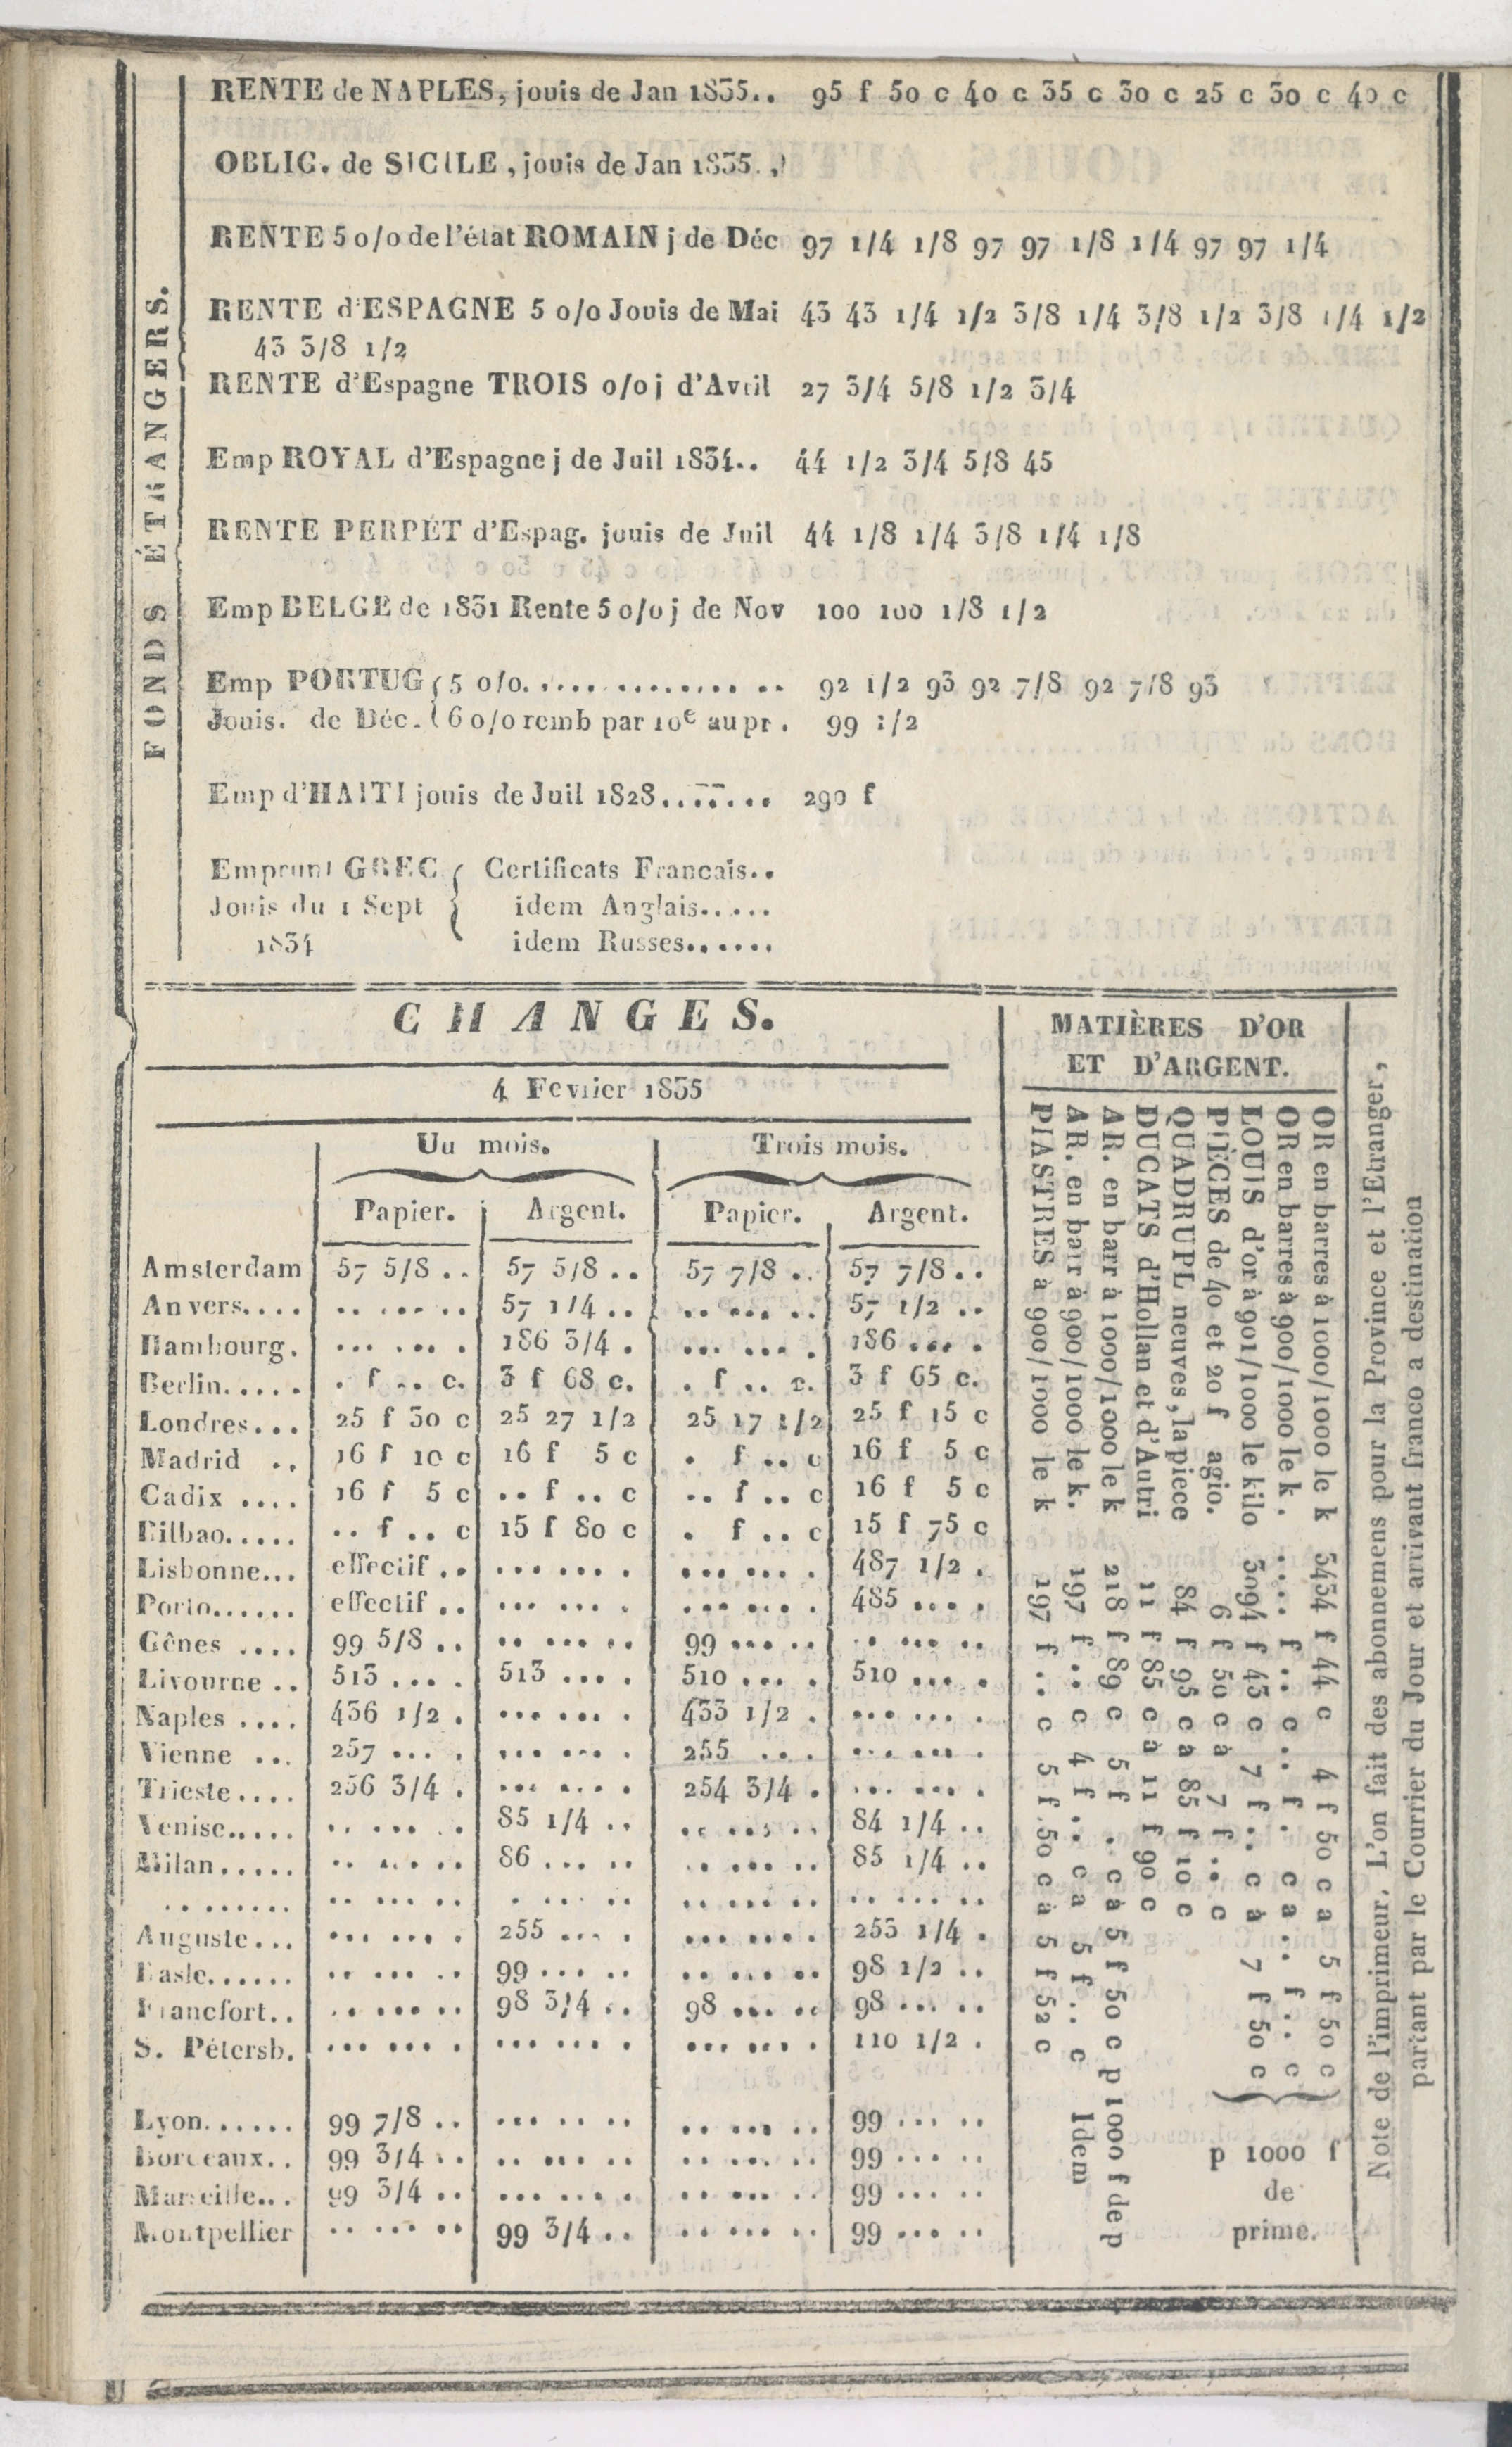 FONDS ÉTRANGERS.
RENTE de NAPLES, jouis de Jan 1835.. 95 f 50 c 40 c 35 c 30 c 25 c 30 c 40 c
OBLIG. de SICILE, jouis de Jan 1835.,
RENTE 5 o/o de l'état ROMAIN j de Déc 97 1/4 1/8 97 97 1/8 1/4 97 97 1/4
RENTE d'ESPAGNE 5 o/o Jouis de Mai 43 43 1/4 1/2 3/8 1/4 3/8 1/2 3/8 1/4 1/2
43 3/8 1/2
RENTE d'Espagne TROIS o/o j d'Avril 27 3/4 5/8 1/2 3/4
Emp ROYAL d'Espagne j de Juil 1834.. 44 1/2 3/4 5/8 45
RENTE PERPÉT d'Espag. jouis de Juil 44 1/8 1/4 3/8 1/4 1/8
Emp BELGE de 1831 Rente 5 o/o j de Nov 100 100 1/8 1/2
Emp PORTUG { 5 o/o. .................. 92 1/2 93 92 7/8 92 7/8 93
Jouis. de Déc. { 6 o/o remb par 10e au pr. 99 1/2
Emp d'HAITI jouis de Juil 1828........ 290 f
Emprunt GREC { Certificats Francais..
Jouis du 1 Sept { idem Anglais.....
1834 idem Russes......
CHANGES.
4 Fevrier 1835
Uu mois. Trois mois.
Papier. Argent. Papier. Argent.
Amsterdam 57 5/8 .. 57 5/8 .. 57 7/8 .. 57 7/8 ..
Anvers.... .. ... .. 57 1/4 .. .. ... .. 57 1/2 ..
Hambourg. ... ... . 186 3/4 . ... ... . 186 ... .
Berlin..... . f .. c. 3 f 68 c. . f .. c. 3 f 65 c.
Londres... 25 f 30 c 25 27 1/2 25 17 1/2 25 f 15 c
Madrid .. 16 f 10 c 16 f 5 c . f .. c 16 f 5 c
Cadix .... 16 f 5 c .. f .. c .. f .. c 16 f 5 c
Bilbao..... .. f .. c 15 f 80 c . f .. c 15 f 75 c
Lisbonne... effectif .. ... ... . ... ... . 487 1/2 .
Porto...... effectif .. ... ... . ... ... . 485 ... .
Gênes .... 99 5/8 .. .. ... .. 99 ... .. . ... ..
Livourne .. 513 ... . 513 ... . 510 ... . 510 ... .
Naples .... 436 1/2 . ... ... . 433 1/2 . ... ... .
Vienne ... 257 ... . ... ... . 255 ... ... ... .
Trieste.... 256 3/4 . ... ... . 254 3/4 . ... ... .
Venise..... .. ... .. 85 1/4 .. .. ... .. 84 1/4 ..
Milan..... .. ... .. 86 ... .. .. ... .. 85 1/4 ..
........ .. ... .. . ... .. .. ... .. .. ... ..
Auguste... ... ... . 255 ... . ... ... . 253 1/4 .
Basle...... .. ... .. 99 ... .. .. ... .. 98 1/2 ..
Francfort.. .. ... .. 98 3/4 .. 98 ... .. 98 ... ..
S. Pétersb. ... ... . ... ... . ... ... . 110 1/2 .
Lyon...... 99 7/8 .. ... .. .. .. ... .. 99 ... ..
Bordeaux.. 99 3/4 .. .. ... .. .. ... .. 99 ... ..
Marseille... 99 3/4 .. ... ... . .. ... .. 99 ... ..
Montpellier .. ... .. 99 3/4 .. .. ... .. 99 ... ..
MATIÈRES D'OR
ET D'ARGENT.
OR en barres à 1000/1000 le k 3434 f 44 c 4 f 50 c a 5 f 50 c
OR en barres à 900/1000 le k. .... f .. c .. f. c a .. f .. c
LOUIS d'or à 901/1000 le kilo 3094 f 43 c 7 f .. c à 7 f 50 c
PIÈCES de 40 et 20 f agio. 6 f 50 c à 7 f .. c
QUADRUPL neuves, la piece 84 f 95 c à 85 f 10 c
DUCATS d'Hollan et d'Autri 11 f 85 c à 11 f 90 c
AR. en barr à 1000/1000 le k 218 f 89 c 5 f . c à 5 f 50 c p 1000 f de p
AR. en barr à 900/1000 le k. 197 f .. c 4 f .. c a 5 f .. c Idem
PIASTRES à 900/1000 le k 197 f .. c 5 f 50 c à 5 f 52 c
p 1000 f
de
prime.
Note de l'imprimeur. L'on fait des abonnemens pour la Province et l'Etranger,
partant par le Courrier du Jour et arrivant franco a destination